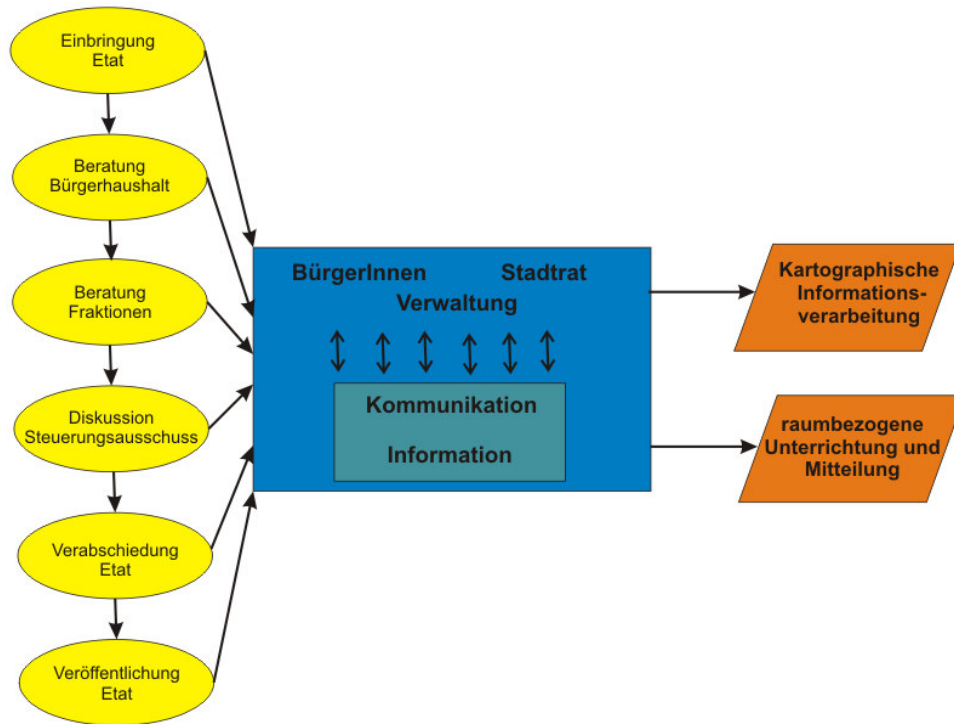 Einbringung
Etat
Beratung
Bürgerhaushalt
Beratung
Fraktionen
Diskussion
Steuerungsausschuss
Verabschiedung
Etat
Veröffentlichung
Etat
BürgerInnen Stadtrat
Verwaltung
Kommunikation
Information
Kartographische
Informations-
verarbeitung
raumbezogene
Unterrichtung und
Mitteilung